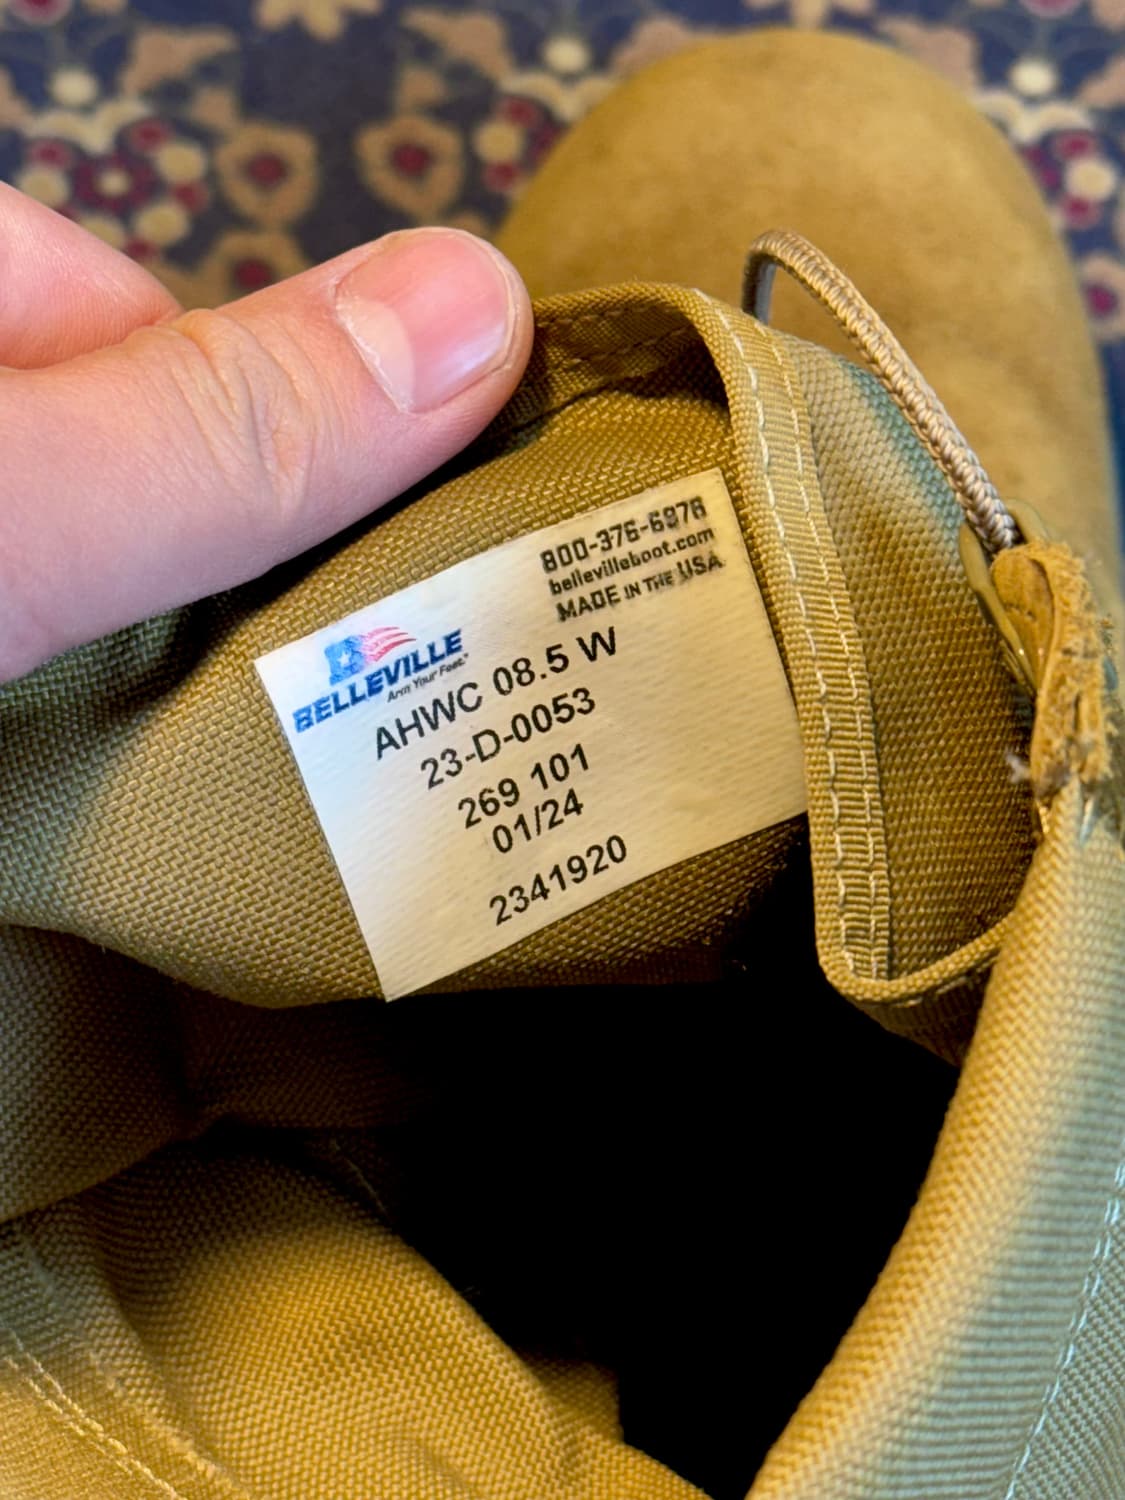 800-376-6978
bellevilleboot.com
MADE IN THE USA
BELLEVILLE
Arm Your Feet.™
AHWC 08.5 W
23-D-0053
269 101
01/24
2341920